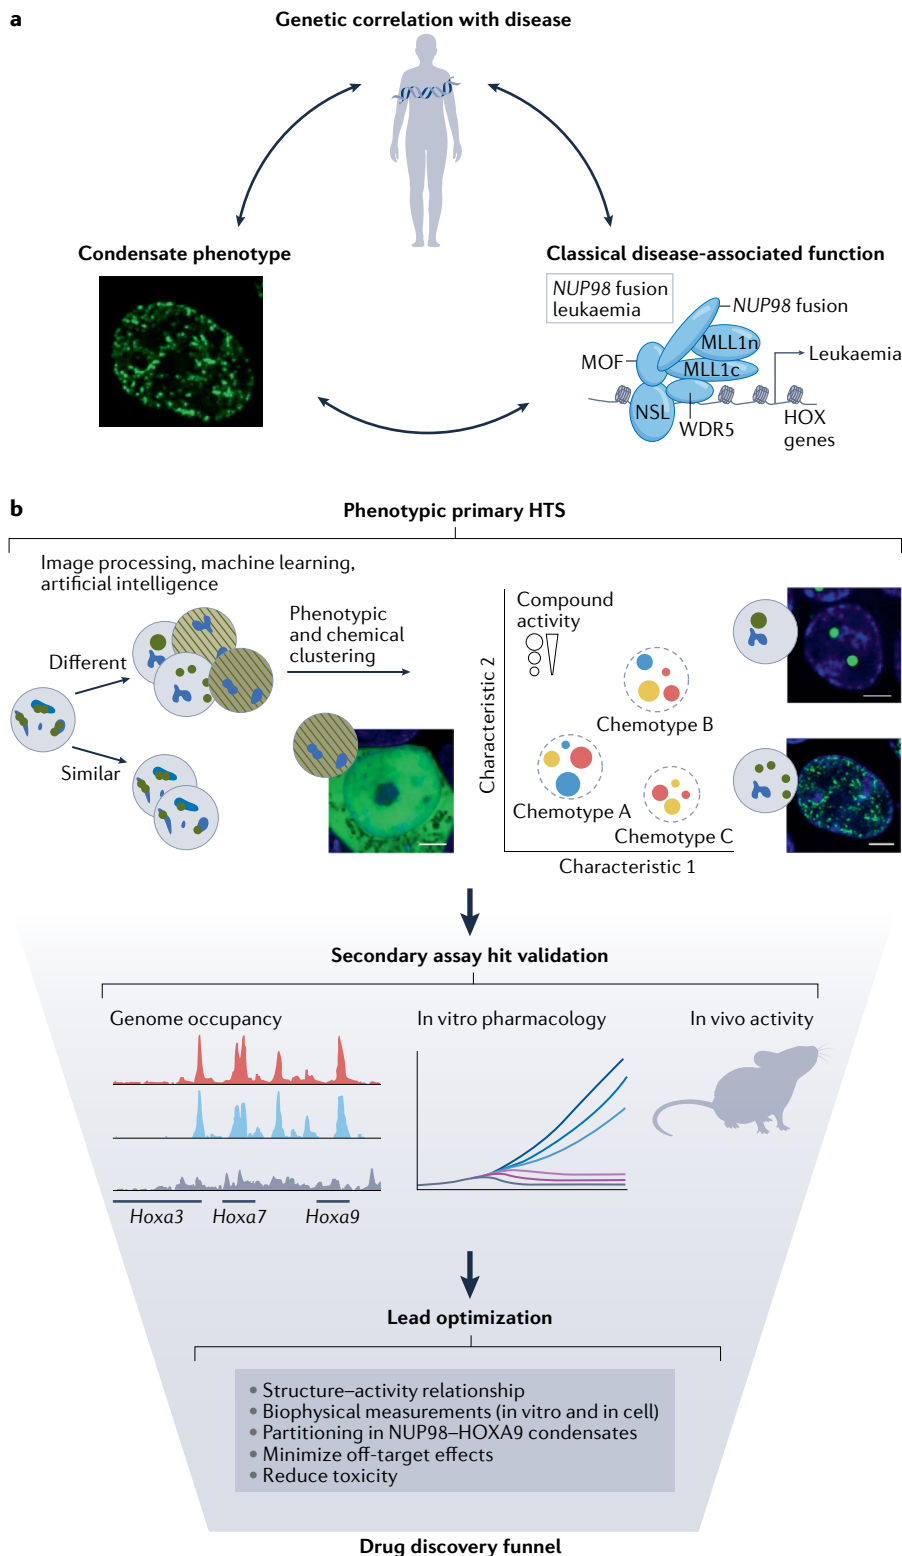 a
Genetic correlation with disease
Condensate phenotype
Classical disease-associated function
NUP98 fusion
leukaemia
NUP98 fusion
MLL1n
MOF
MLL1c
Leukaemia
NSL
WDR5
HOX
genes
b
Phenotypic primary HTS
Image processing, machine learning,
artificial intelligence
Different
Similar
Phenotypic
and chemical
clustering
Characteristic 2
Compound
activity
Chemotype B
Chemotype A
Chemotype C
Characteristic 1
Secondary assay hit validation
Genome occupancy
In vitro pharmacology
In vivo activity
Hoxa3
Hoxa7
Hoxa9
Lead optimization
• Structure–activity relationship
• Biophysical measurements (in vitro and in cell)
• Partitioning in NUP98–HOXA9 condensates
• Minimize off-target effects
• Reduce toxicity
Drug discovery funnel